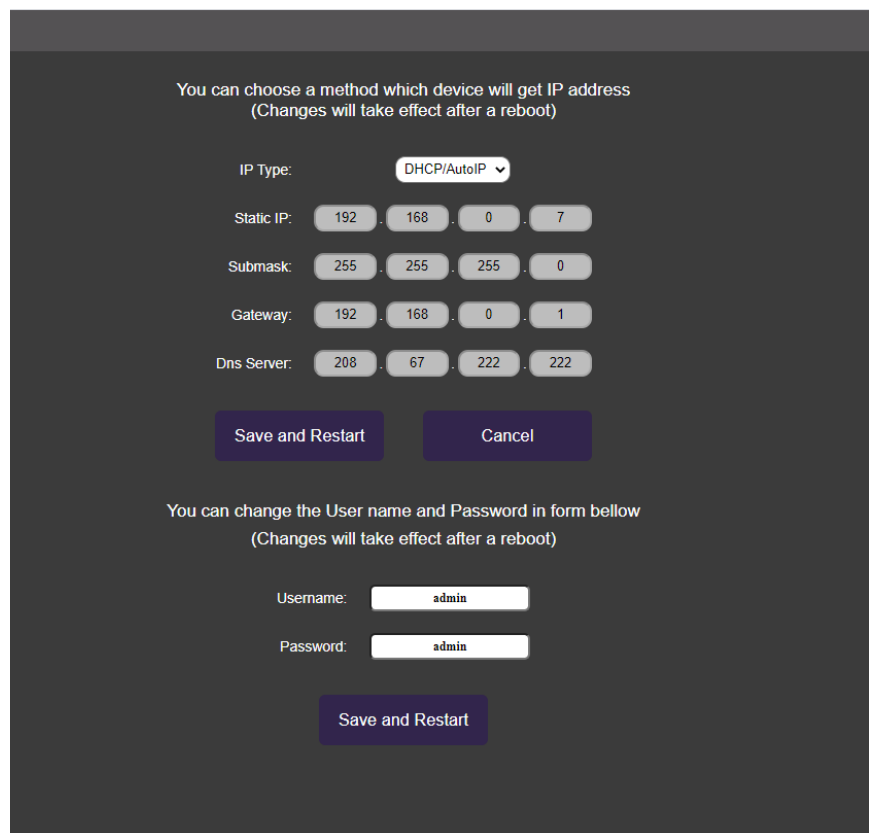 You can choose a method which device will get IP address
(Changes will take effect after a reboot)
IP Type: DHCP/AutoIP
Static IP: 192 . 168 . 0 . 7
Submask: 255 . 255 . 255 . 0
Gateway: 192 . 168 . 0 . 1
Dns Server: 208 . 67 . 222 . 222
Save and Restart Cancel
You can change the User name and Password in form bellow
(Changes will take effect after a reboot)
Username: admin
Password: admin
Save and Restart